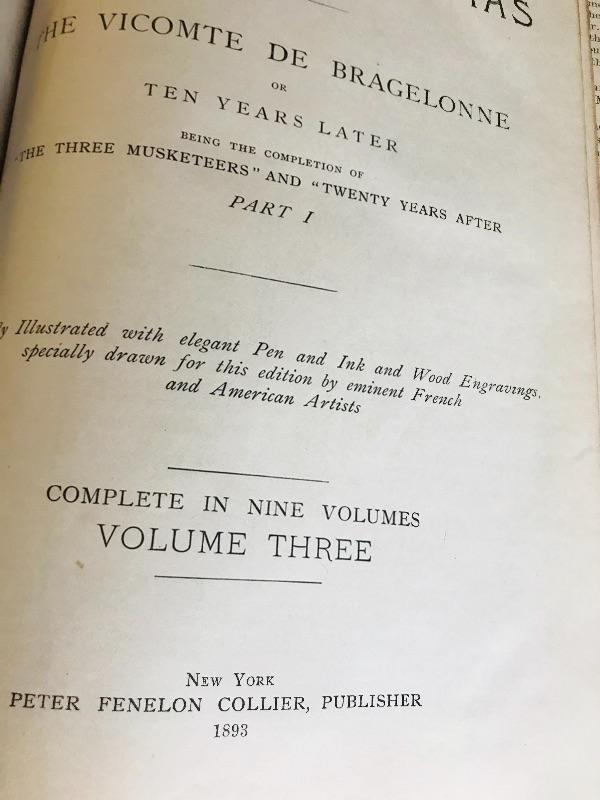 THE VICOMTE DE BRAGELONNE
OR
TEN YEARS LATER
BEING THE COMPLETION OF
"THE THREE MUSKETEERS" AND "TWENTY YEARS AFTER
PART I
Illustrated with elegant Pen and Ink and Wood Engravings,
specially drawn for this edition by eminent French
and American Artists
COMPLETE IN NINE VOLUMES
VOLUME THREE
NEW YORK
PETER FENELON COLLIER, PUBLISHER
1893